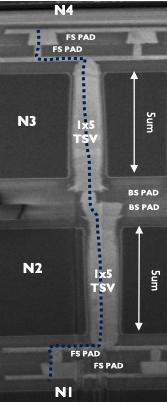 N4
FS PAD
FS PAD
N3
1x5
TSV
5um
BS PAD
BS PAD
N2
1x5
TSV
5um
FS PAD
FS PAD
N1